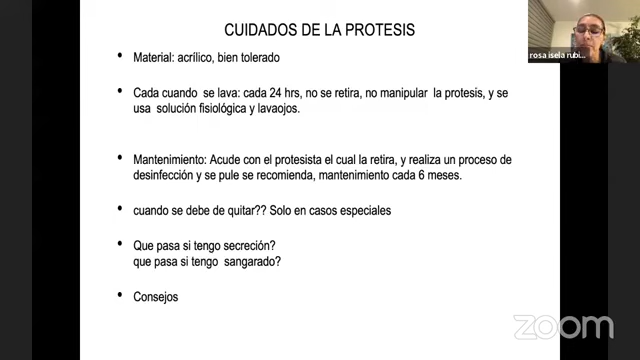 CUIDADOS DE LA PROTESIS
• Material: acrílico, bien tolerado
• Cada cuando se lava: cada 24 hrs, no se retira, no manipular la protesis, y se
usa solución fisiológica y lavaojos.
• Mantenimiento: Acude con el protesista el cual la retira, y realiza un proceso de
desinfección y se pule se recomienda, mantenimiento cada 6 meses.
• cuando se debe de quitar?? Solo en casos especiales
• Que pasa si tengo secreción?
que pasa si tengo sangarado?
• Consejos
rosa isela rubi...
zoom